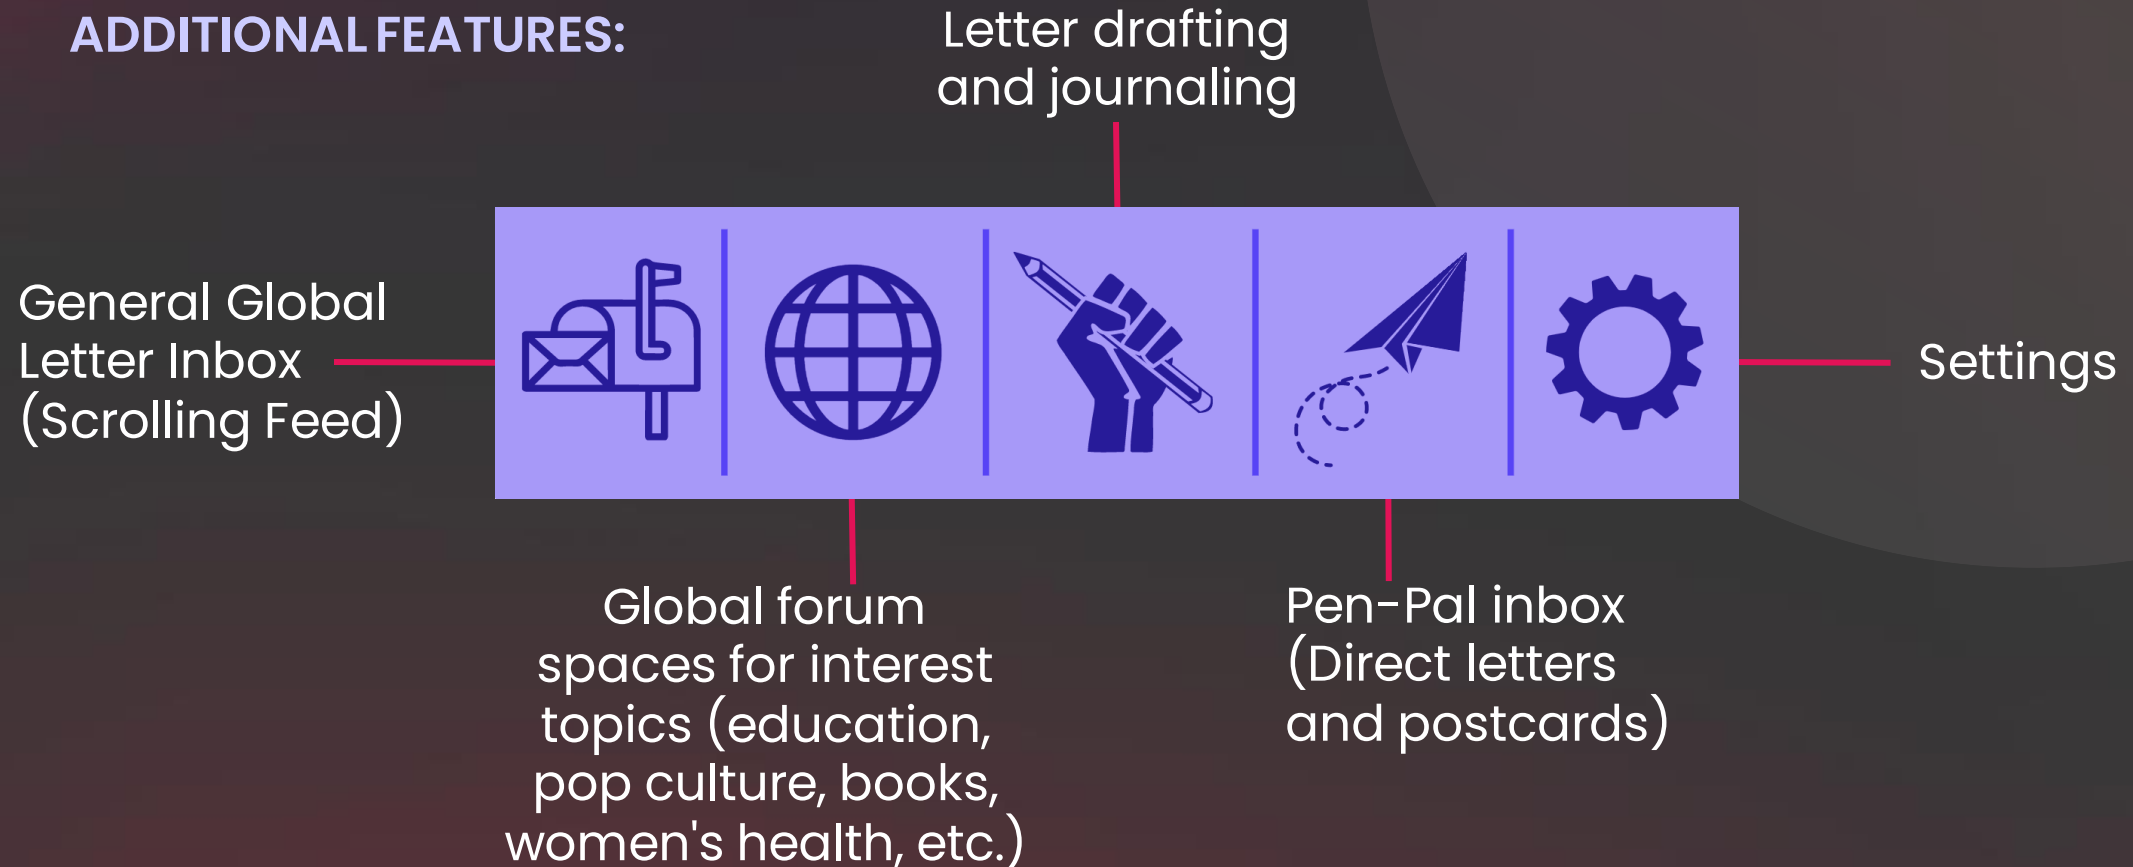 ADDITIONAL FEATURES:
Letter drafting
and journaling
General Global
Letter Inbox
(Scrolling Feed)
Settings
Global forum
spaces for interest
topics (education,
pop culture, books,
women's health, etc.)
Pen-Pal inbox
(Direct letters
and postcards)